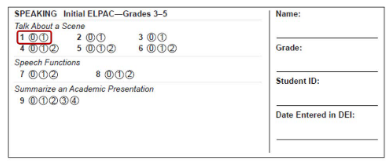 SPEAKING Initial ELPAC—Grades 3–5
Talk About a Scene
1 ⓪① 2 ⓪① 3 ⓪①
4 ⓪①② 5 ⓪①② 6 ⓪①②
Speech Functions
7 ⓪①② 8 ⓪①②
Summarize an Academic Presentation
9 ⓪①②③④
Name:
Grade:
Student ID:
Date Entered in DEI: